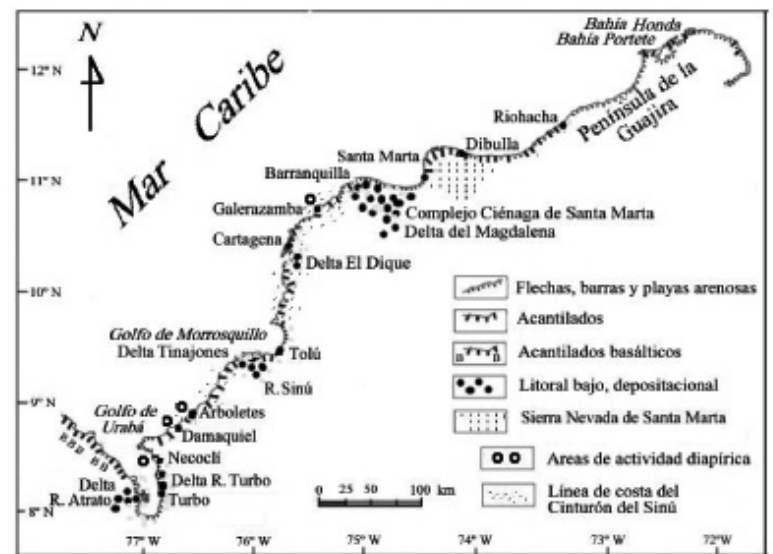 N
Mar Caribe
12° N
11° N
10° N
9° N
8° N
Bahía Honda
Bahía Portete
Península de la
Guajira
Riohacha
Dibulla
Santa Marta
Barranquilla
Galerazamba
Complejo Ciénaga de Santa Marta
Delta del Magdalena
Cartagena
Delta El Dique
Golfo de Morrosquillo
Delta Tinajones
Tolú
R. Sinú
Golfo de
Urabá
Arboletes
Damaquiel
Necoclí
Delta R. Turbo
Turbo
Delta
R. Atrato
B B B B B
Flechas, barras y playas arenosas
Acantilados
B B
Acantilados basálticos
Litoral bajo, depositacional
Sierra Nevada de Santa Marta
Areas de actividad diapírica
Línea de costa del
Cinturón del Sinú
0 25 50 100 km
77° W 76° W 75° W 74° W 73° W 72° W